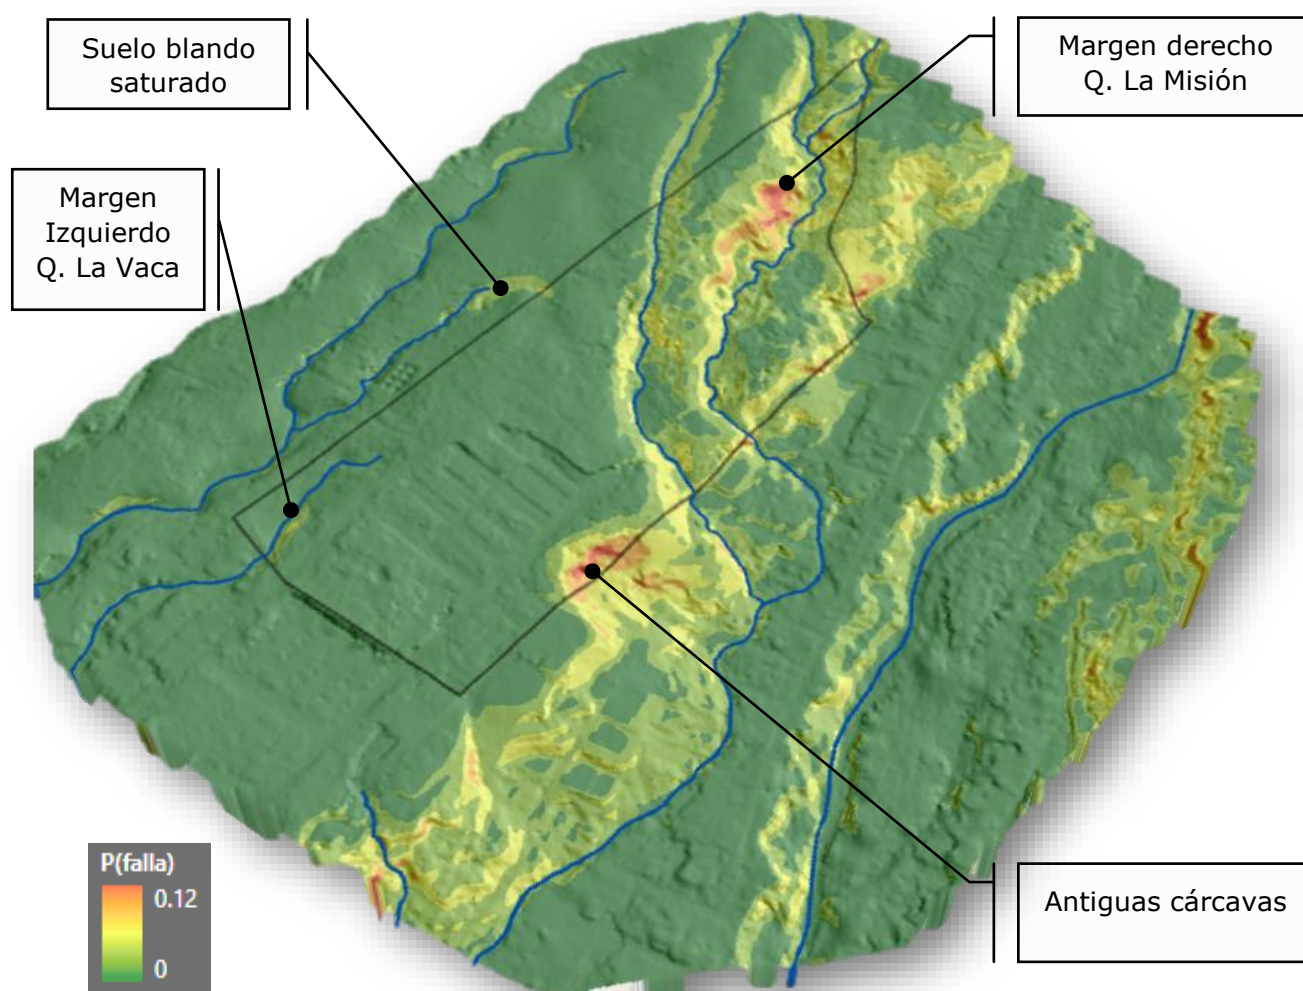 Suelo blando
saturado
Margen derecho
Q. La Misión
Margen
Izquierdo
Q. La Vaca
P(falla)
0.12
0
Antiguas cárcavas